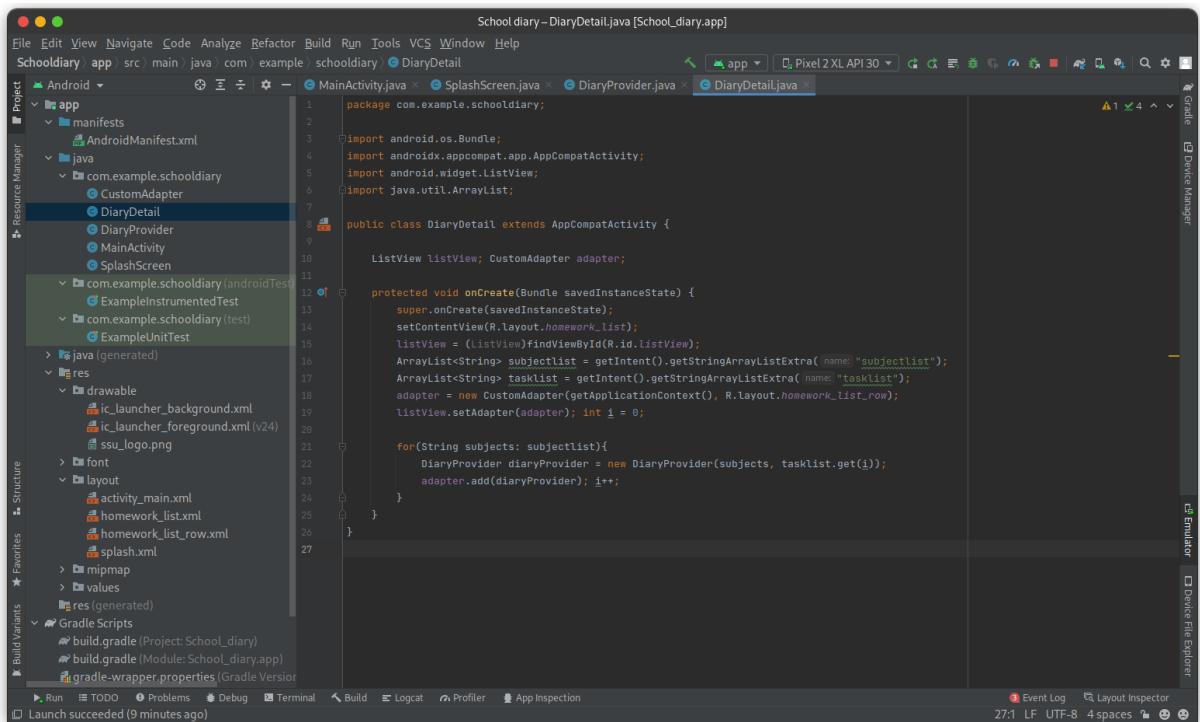 School diary – DiaryDetail.java [School_diary.app]
File Edit View Navigate Code Analyze Refactor Build Run Tools VCS Window Help
Schooldiary app src main java com example schooldiary DiaryDetail
app Pixel 2 XL API 30
Android
MainActivity.java SplashScreen.java DiaryProvider.java DiaryDetail.java
Project
Resource Manager
Structure
Favorites
Build Variants
app
manifests
AndroidManifest.xml
java
com.example.schooldiary
CustomAdapter
DiaryDetail
DiaryProvider
MainActivity
SplashScreen
com.example.schooldiary (androidTest)
ExampleInstrumentedTest
com.example.schooldiary (test)
ExampleUnitTest
java (generated)
res
drawable
ic_launcher_background.xml
ic_launcher_foreground.xml (v24)
ssu_logo.png
font
layout
activity_main.xml
homework_list.xml
homework_list_row.xml
splash.xml
mipmap
values
res (generated)
Gradle Scripts
build.gradle (Project: School_diary)
build.gradle (Module: School_diary.app)
gradle-wrapper.properties (Gradle Version
1 package com.example.schooldiary;
2
3 import android.os.Bundle;
4 import androidx.appcompat.app.AppCompatActivity;
5 import android.widget.ListView;
6 import java.util.ArrayList;
7
8 public class DiaryDetail extends AppCompatActivity {
9
10 ListView listView; CustomAdapter adapter;
11
12 protected void onCreate(Bundle savedInstanceState) {
13 super.onCreate(savedInstanceState);
14 setContentView(R.layout.homework_list);
15 listView = (ListView)findViewById(R.id.listView);
16 ArrayList<String> subjectlist = getIntent().getStringArrayListExtra( name: "subjectlist");
17 ArrayList<String> tasklist = getIntent().getStringArrayListExtra( name: "tasklist");
18 adapter = new CustomAdapter(getApplicationContext(), R.layout.homework_list_row);
19 listView.setAdapter(adapter); int i = 0;
20
21 for(String subjects: subjectlist){
22 DiaryProvider diaryProvider = new DiaryProvider(subjects, tasklist.get(i));
23 adapter.add(diaryProvider); i++;
24 }
25 }
26 }
27
1 4
Gradle
Device Manager
Emulator
Device File Explorer
Run TODO Problems Debug Terminal Build Logcat Profiler App Inspection 3 Event Log Layout Inspector
Launch succeeded (9 minutes ago) 27:1 LF UTF-8 4 spaces